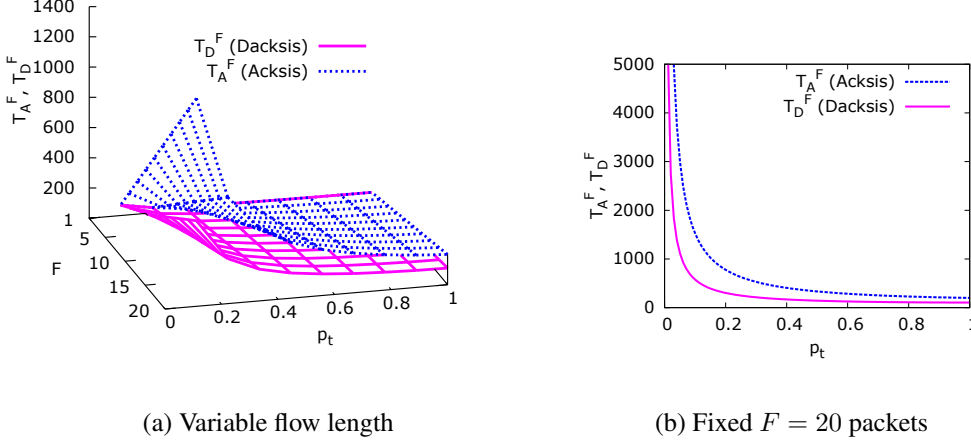 1400
1200
1000
800
600
400
200
T_A^F, T_D^F
T_D^F (Dacksis)
T_A^F (Acksis)
1
5
10
15
20
F
0
0.2
0.4
0.6
0.8
1
p_t
5000
4000
3000
2000
1000
0
T_A^F, T_D^F
T_A^F (Acksis)
T_D^F (Dacksis)
0
0.2
0.4
0.6
0.8
1
p_t
(a) Variable flow length
(b) Fixed F = 20 packets